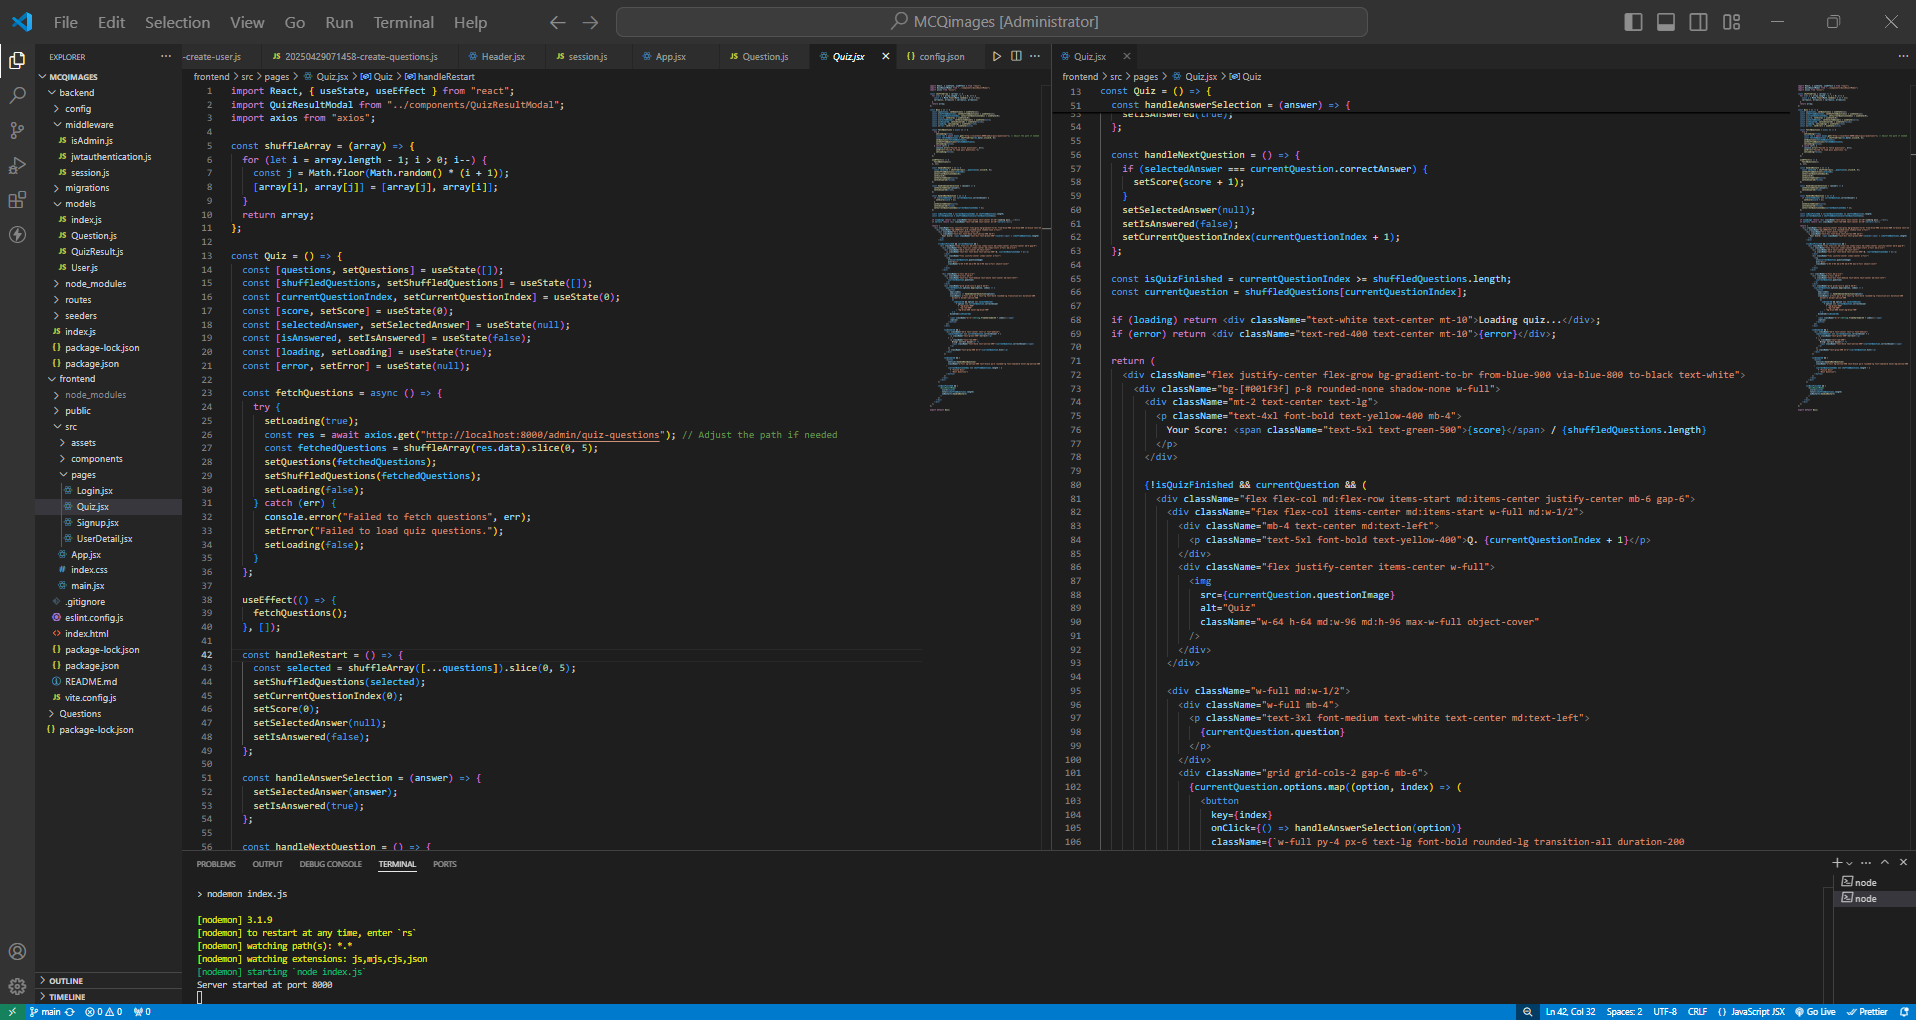 File Edit Selection View Go Run Terminal Help
MCQimages [Administrator]
EXPLORER
MCQIMAGES
backend
config
middleware
isAdmin.js
jwtauthentication.js
session.js
migrations
models
index.js
Question.js
QuizResult.js
User.js
node_modules
routes
seeders
index.js
package-lock.json
package.json
frontend
node_modules
public
src
assets
components
pages
Login.jsx
Quiz.jsx
Signup.jsx
UserDetail.jsx
App.jsx
index.css
main.jsx
.gitignore
eslint.config.js
index.html
package-lock.json
package.json
README.md
vite.config.js
Questions
package-lock.json
OUTLINE
TIMELINE
-create-user.js 20250429071458-create-questions.js Header.jsx session.js App.jsx Question.js Quiz.jsx config.json
frontend > src > pages > Quiz.jsx > Quiz > handleRestart
1 import React, { useState, useEffect } from "react";
2 import QuizResultModal from "../components/QuizResultModal";
3 import axios from "axios";
4
5 const shuffleArray = (array) => {
6 for (let i = array.length - 1; i > 0; i--) {
7 const j = Math.floor(Math.random() * (i + 1));
8 [array[i], array[j]] = [array[j], array[i]];
9 }
10 return array;
11 };
12
13 const Quiz = () => {
14 const [questions, setQuestions] = useState([]);
15 const [shuffledQuestions, setShuffledQuestions] = useState([]);
16 const [currentQuestionIndex, setCurrentQuestionIndex] = useState(0);
17 const [score, setScore] = useState(0);
18 const [selectedAnswer, setSelectedAnswer] = useState(null);
19 const [isAnswered, setIsAnswered] = useState(false);
20 const [loading, setLoading] = useState(true);
21 const [error, setError] = useState(null);
22
23 const fetchQuestions = async () => {
24 try {
25 setLoading(true);
26 const res = await axios.get("http://localhost:8000/admin/quiz-questions"); // Adjust the path if needed
27 const fetchedQuestions = shuffleArray(res.data).slice(0, 5);
28 setQuestions(fetchedQuestions);
29 setShuffledQuestions(fetchedQuestions);
30 setLoading(false);
31 } catch (err) {
32 console.error("Failed to fetch questions", err);
33 setError("Failed to load quiz questions.");
34 setLoading(false);
35 }
36 };
37
38 useEffect(() => {
39 fetchQuestions();
40 }, []);
41
42 const handleRestart = () => {
43 const selected = shuffleArray([...questions]).slice(0, 5);
44 setShuffledQuestions(selected);
45 setCurrentQuestionIndex(0);
46 setScore(0);
47 setSelectedAnswer(null);
48 setIsAnswered(false);
49 };
50
51 const handleAnswerSelection = (answer) => {
52 setSelectedAnswer(answer);
53 setIsAnswered(true);
54 };
55
56 const handleNextQuestion = () => {
Quiz.jsx
frontend > src > pages > Quiz.jsx > Quiz
13 const Quiz = () => {
51 const handleAnswerSelection = (answer) => {
53 setIsAnswered(true);
54 };
55
56 const handleNextQuestion = () => {
57 if (selectedAnswer === currentQuestion.correctAnswer) {
58 setScore(score + 1);
59 }
60 setSelectedAnswer(null);
61 setIsAnswered(false);
62 setCurrentQuestionIndex(currentQuestionIndex + 1);
63 };
64
65 const isQuizFinished = currentQuestionIndex >= shuffledQuestions.length;
66 const currentQuestion = shuffledQuestions[currentQuestionIndex];
67
68 if (loading) return <div className="text-white text-center mt-10">Loading quiz...</div>;
69 if (error) return <div className="text-red-400 text-center mt-10">{error}</div>;
70
71 return (
72 <div className="flex justify-center flex-grow bg-gradient-to-br from-blue-900 via-blue-800 to-black text-white">
73 <div className="bg-[#001f3f] p-8 rounded-none shadow-none w-full">
74 <div className="mt-2 text-center text-lg">
75 <p className="text-4xl font-bold text-yellow-400 mb-4">
76 Your Score: <span className="text-5xl text-green-500">{score}</span> / {shuffledQuestions.length}
77 </p>
78 </div>
79
80 {!isQuizFinished && currentQuestion && (
81 <div className="flex flex-col md:flex-row items-start md:items-center justify-center mb-6 gap-6">
82 <div className="flex flex-col items-center md:items-start w-full md:w-1/2">
83 <div className="mb-4 text-center md:text-left">
84 <p className="text-5xl font-bold text-yellow-400">Q. {currentQuestionIndex + 1}</p>
85 </div>
86 <div className="flex justify-center items-center w-full">
87 <img
88 src={currentQuestion.questionImage}
89 alt="Quiz"
90 className="w-64 h-64 md:w-96 md:h-96 max-w-full object-cover"
91 />
92 </div>
93 </div>
94
95 <div className="w-full md:w-1/2">
96 <div className="w-full mb-4">
97 <p className="text-3xl font-medium text-white text-center md:text-left">
98 {currentQuestion.question}
99 </p>
100 </div>
101 <div className="grid grid-cols-2 gap-6 mb-6">
102 {currentQuestion.options.map((option, index) => (
103 <button
104 key={index}
105 onClick={() => handleAnswerSelection(option)}
106 className={`w-full py-4 px-6 text-lg font-bold rounded-lg transition-all duration-200
PROBLEMS OUTPUT DEBUG CONSOLE TERMINAL PORTS
> nodemon index.js
[nodemon] 3.1.9
[nodemon] to restart at any time, enter `rs`
[nodemon] watching path(s): *.*
[nodemon] watching extensions: js,mjs,cjs,json
[nodemon] starting `node index.js`
Server started at port 8000
node
node
main 0 0 0
Ln 42, Col 32 Spaces: 2 UTF-8 CRLF {} JavaScript JSX Go Live Prettier